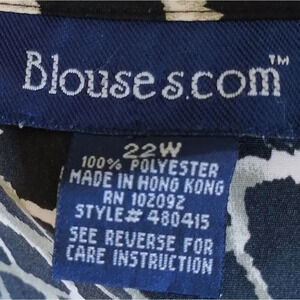 Blouses.com™
22W
100% POLYESTER
MADE IN HONG KONG
RN 102092
STYLE# 480415
SEE REVERSE FOR
CARE INSTRUCTION